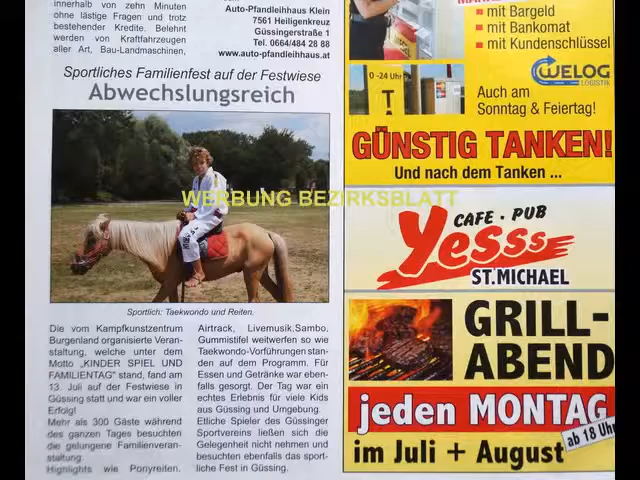 innerhalb von zehn Minuten
ohne lästige Fragen und trotz
bestehender Kredite. Belehnt
werden von Kraftfahrzeugen
aller Art, Bau-Landmaschinen,
Auto-Pfandleihhaus Klein
7561 Heiligenkreuz
Güssingerstraße 1
Tel. 0664/484 28 88
www.auto-pfandleihhaus.at
Sportliches Familienfest auf der Festwiese
Abwechslungsreich
WERBUNG BEZIRKSBLATT
Sportlich: Taekwondo und Reiten.
Die vom Kampfkunstzentrum
Burgenland organisierte Veran-
staltung, welche unter dem
Motto „KINDER SPIEL UND
FAMILIENTAG" stand, fand am
13. Juli auf der Festwiese in
Güssing statt und war ein voller
Erfolg!
Mehr als 300 Gäste während
des ganzen Tages besuchten
die gelungene Familienveran-
staltung.
Highlights wie Ponyreiten.
Airtrack, Livemusik.Sambo,
Gummistifel weitwerfen so wie
Taekwondo-Vorführungen stan-
den auf dem Programm. Für
Essen und Getränke war eben-
falls gesorgt. Der Tag war ein
echtes Erlebnis für viele Kids
aus Güssing und Umgebung.
Etliche Spieler des Güssinger
Sportvereins ließen sich die
Gelegenheit nicht nehmen und
besuchten ebenfalls das sport-
liche Fest in Güssing.
mit Bargeld
mit Bankomat
mit Kundenschlüssel
0-24 Uhr
T
A
WELOG
LOGISTIK
Auch am
Sonntag & Feiertag!
GÜNSTIG TANKEN!
Und nach dem Tanken ...
CAFE · PUB
Yesss
ST.MICHAEL
GRILL-
ABEND
jeden MONTAG
ab 18 Uhr
im Juli + August